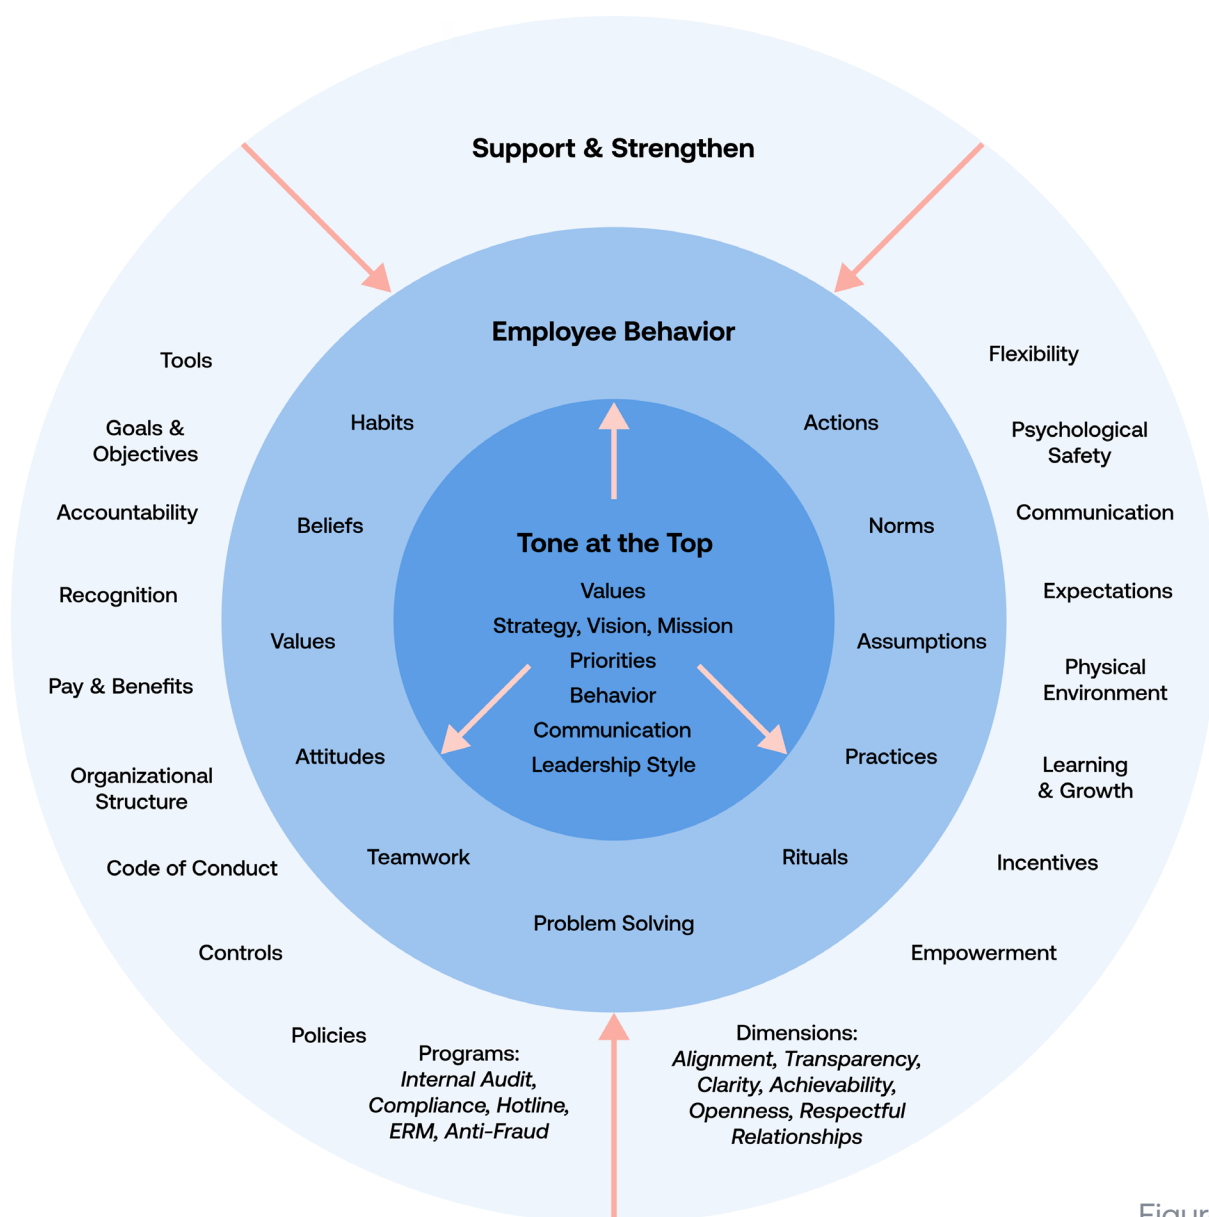 Support & Strengthen
Employee Behavior
Tools
Goals &
Objectives
Accountability
Recognition
Pay & Benefits
Organizational
Structure
Code of Conduct
Controls
Policies
Programs:
Internal Audit,
Compliance, Hotline,
ERM, Anti-Fraud
Habits
Beliefs
Values
Attitudes
Teamwork
Problem Solving
Tone at the Top
Values
Strategy, Vision, Mission
Priorities
Behavior
Communication
Leadership Style
Actions
Norms
Assumptions
Practices
Rituals
Flexibility
Psychological
Safety
Communication
Expectations
Physical
Environment
Learning
& Growth
Incentives
Empowerment
Dimensions:
Alignment, Transparency,
Clarity, Achievability,
Openness, Respectful
Relationships